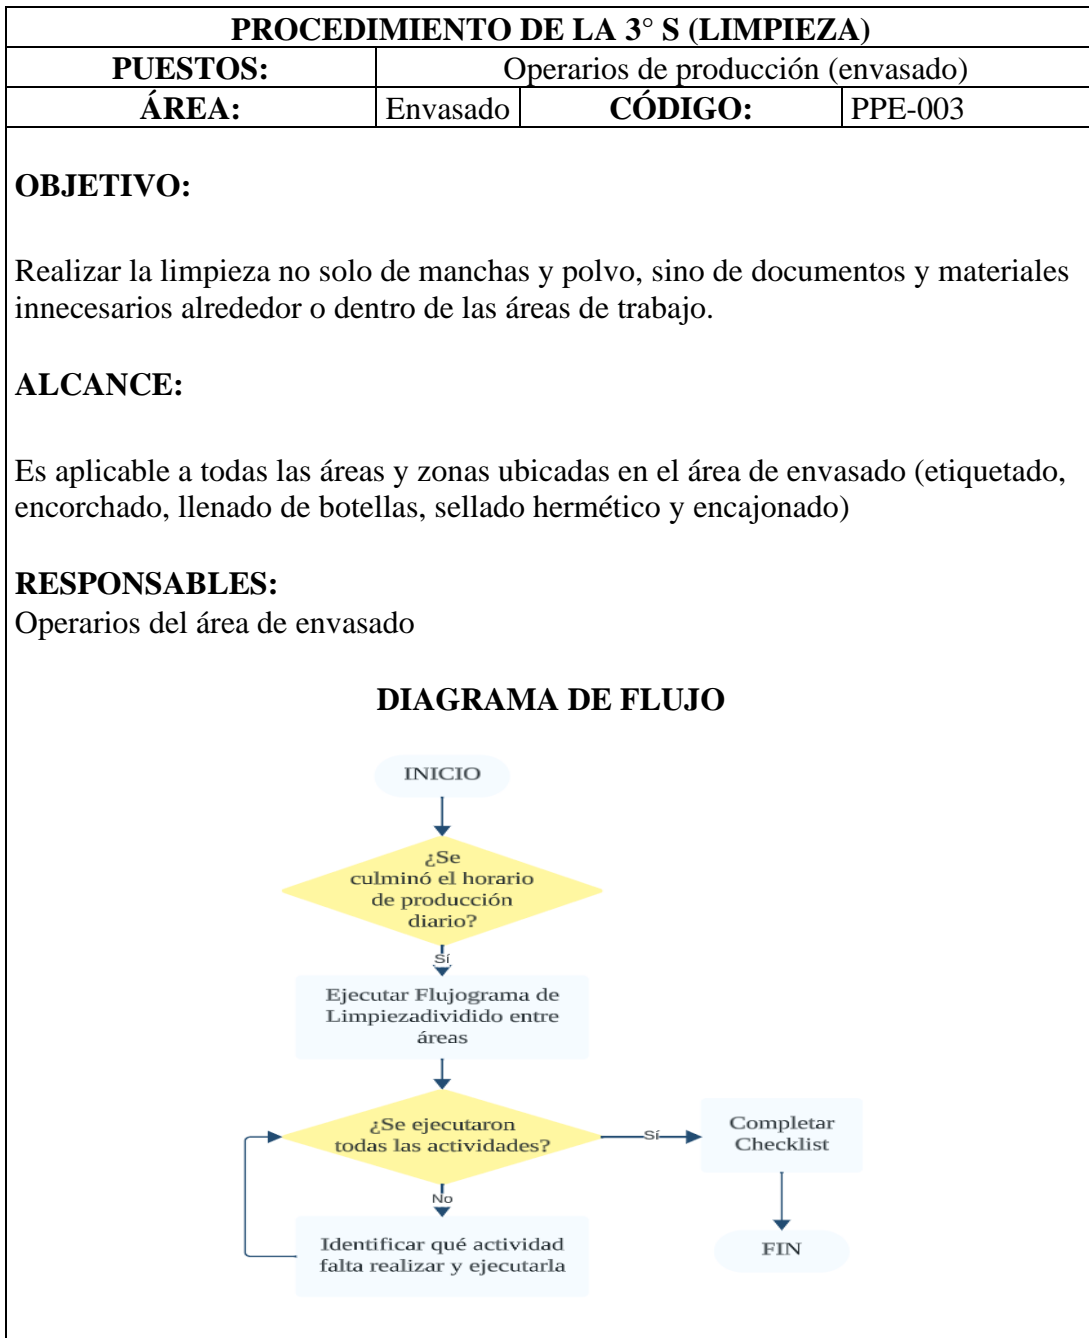 PROCEDIMIENTO DE LA 3° S (LIMPIEZA)
PUESTOS: Operarios de producción (envasado)
ÁREA: Envasado CÓDIGO: PPE-003
OBJETIVO:
Realizar la limpieza no solo de manchas y polvo, sino de documentos y materiales
innecesarios alrededor o dentro de las áreas de trabajo.
ALCANCE:
Es aplicable a todas las áreas y zonas ubicadas en el área de envasado (etiquetado,
encorchado, llenado de botellas, sellado hermético y encajonado)
RESPONSABLES:
Operarios del área de envasado
DIAGRAMA DE FLUJO
INICIO
¿Se
culminó el horario
de producción
diario?
Sí
Ejecutar Flujograma de
Limpiezadividido entre
áreas
¿Se ejecutaron
todas las actividades?
Sí
Completar
Checklist
No
Identificar qué actividad
falta realizar y ejecutarla
FIN